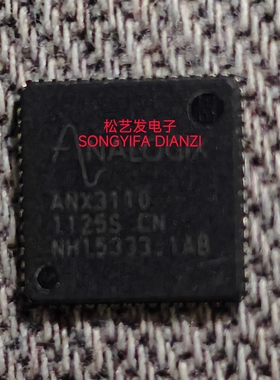 松艺发电子
SONGYIFA DIANZI
ANALOGIX
ANX3110
1125S CN
NH15333.1AB